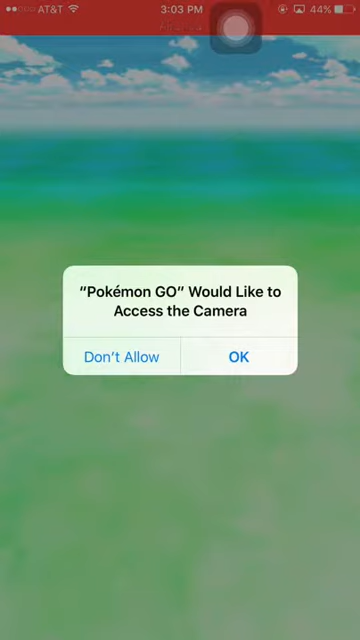 AT&T 3:03 PM 44%
“Pokémon GO” Would Like to
Access the Camera
Don’t Allow OK